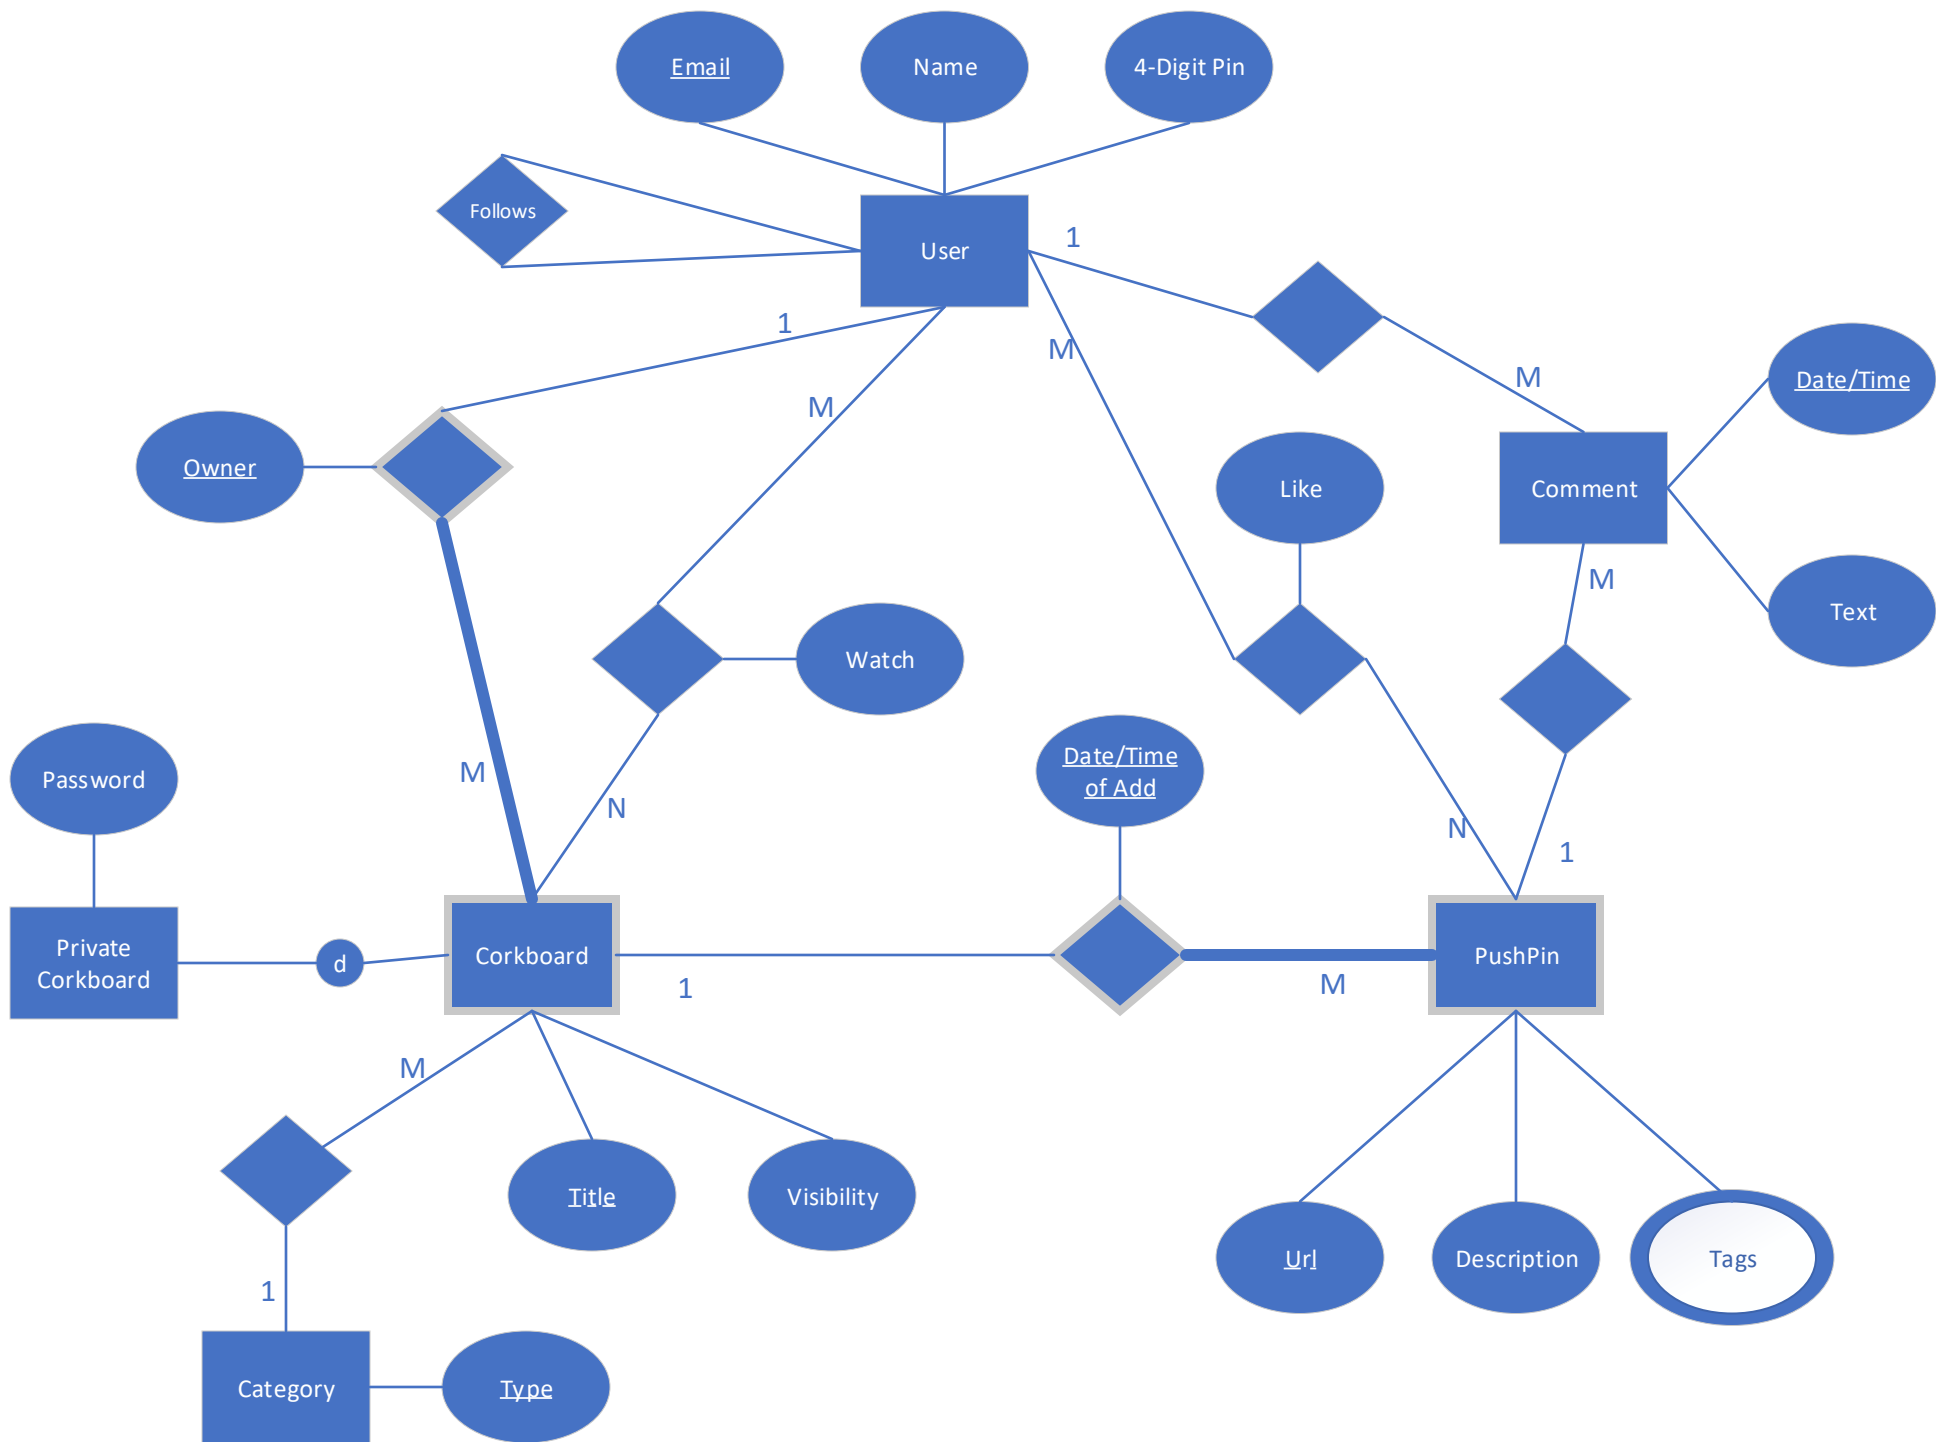 Email
Name
4-Digit Pin
Follows
User
1
1
M
M
M
Date/Time
Owner
Like
Comment
M
Text
Watch
Date/Time
of Add
M
Password
N
N
1
Private
Corkboard
d
Corkboard
PushPin
1
M
M
Title
Visibility
Url
Description
Tags
1
Category
Type